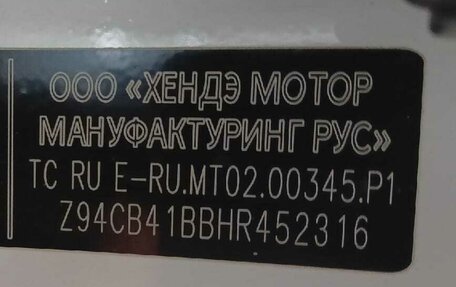 ООО «ХЕНДЭ МОТОР
МАНУФАКТУРИНГ РУС»
TC RU E-RU.MT02.00345.P1
Z94CB41BBHR452316